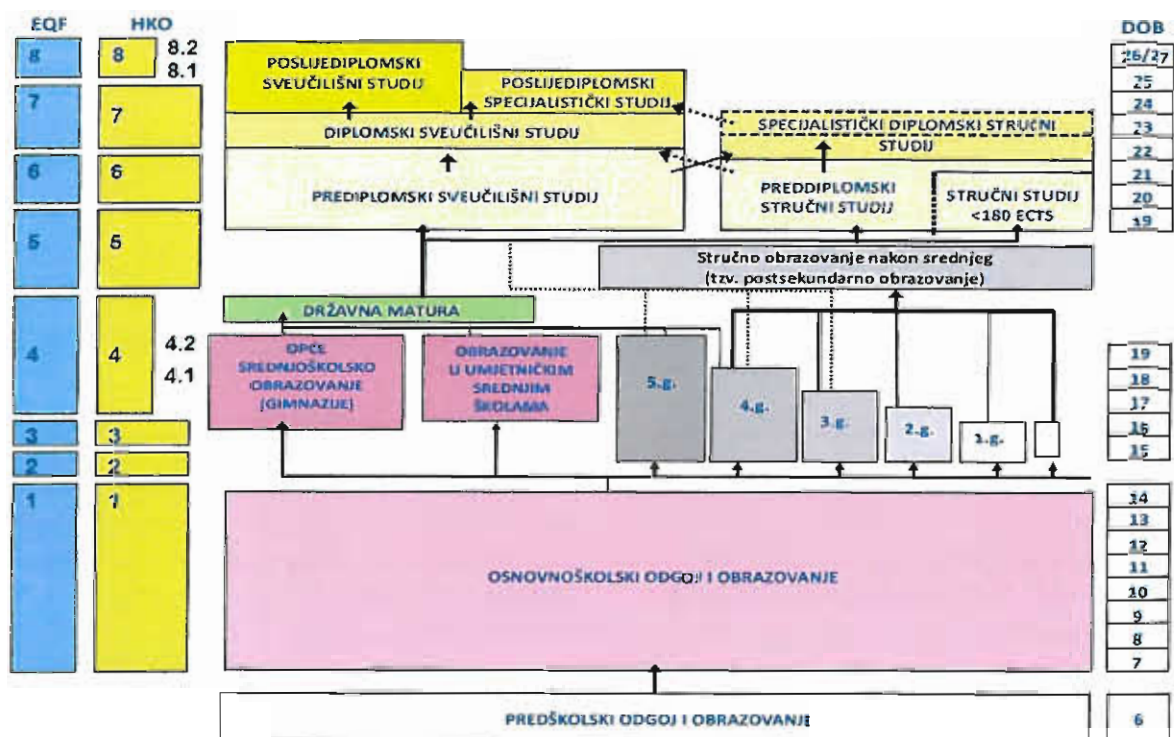 EQF
HKO
DOB
8
8
8.2
8.1
7
7
6
6
5
5
4
4
4.2
4.1
3
3
2
2
1
1
POSLIJEDIPLOMSKI
SVEUČILIŠNI STUDIJ
POSLIJEDIPLOMSKI
SPECIJALISTIČKI STUDIJ
DIPLOMSKI SVEUČILIŠNI STUDIJ
PREDIPLOMSKI SVEUČILIŠNI STUDIJ
SPECIJALISTIČKI DIPLOMSKI STRUČNI
STUDIJ
PREDDIPLOMSKI
STRUČNI STUDIJ
STRUČNI STUDIJ
<180 ECTS
Stručno obrazovanje nakon srednjeg
(tzv. postsekundarno obrazovanje)
DRŽAVNA MATURA
OPĆE
SREDNJOŠKOLSKO
OBRAZOVANJE
(GIMNAZIJE)
OBRAZOVANJE
U UMJETNIČKIM
SREDNJIM
ŠKOLAMA
5.g.
4.g.
3.g.
2.g.
1.g.
OSNOVNOŠKOLSKI ODGOJ I OBRAZOVANJE
PREDŠKOLSKI ODGOJ I OBRAZOVANJE
26/27
25
24
23
22
21
20
19
19
18
17
16
15
14
13
12
11
10
9
8
7
6